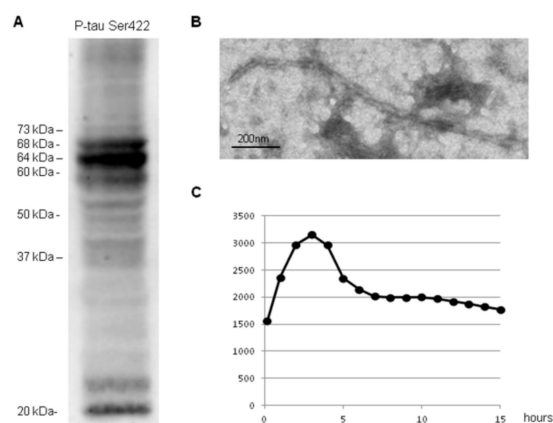 A
P-tau Ser422
73 kDa –
68 kDa -
64 kDa –
60 kDa -
50 kDa -
37 kDa –
20 kDa-
B
200nm
C
3500
3000
2500
2000
1500
1000
500
0
0 5 10 15 hours